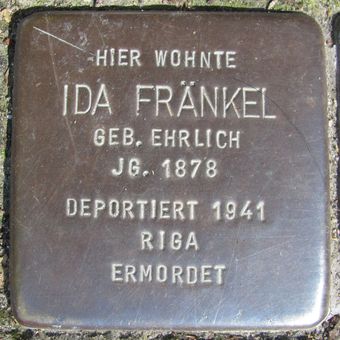 HIER WOHNTE
IDA FRÄNKEL
GEB. EHRLICH
JG. 1878
DEPORTIERT 1941
RIGA
ERMORDET